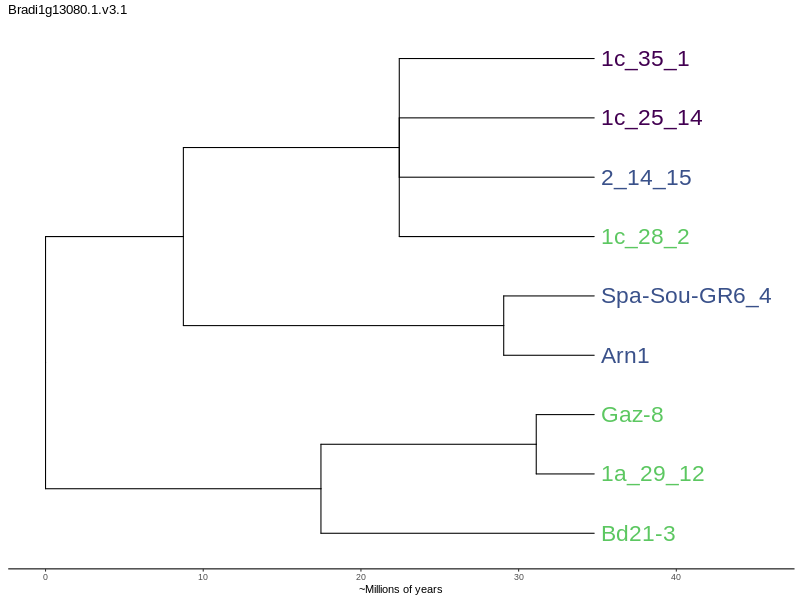 Bradi1g13080.1.v3.1
1c_35_1
1c_25_14
2_14_15
1c_28_2
Spa-Sou-GR6_4
Arn1
Gaz-8
1a_29_12
Bd21-3
0 10 20 30 40
~Millions of years